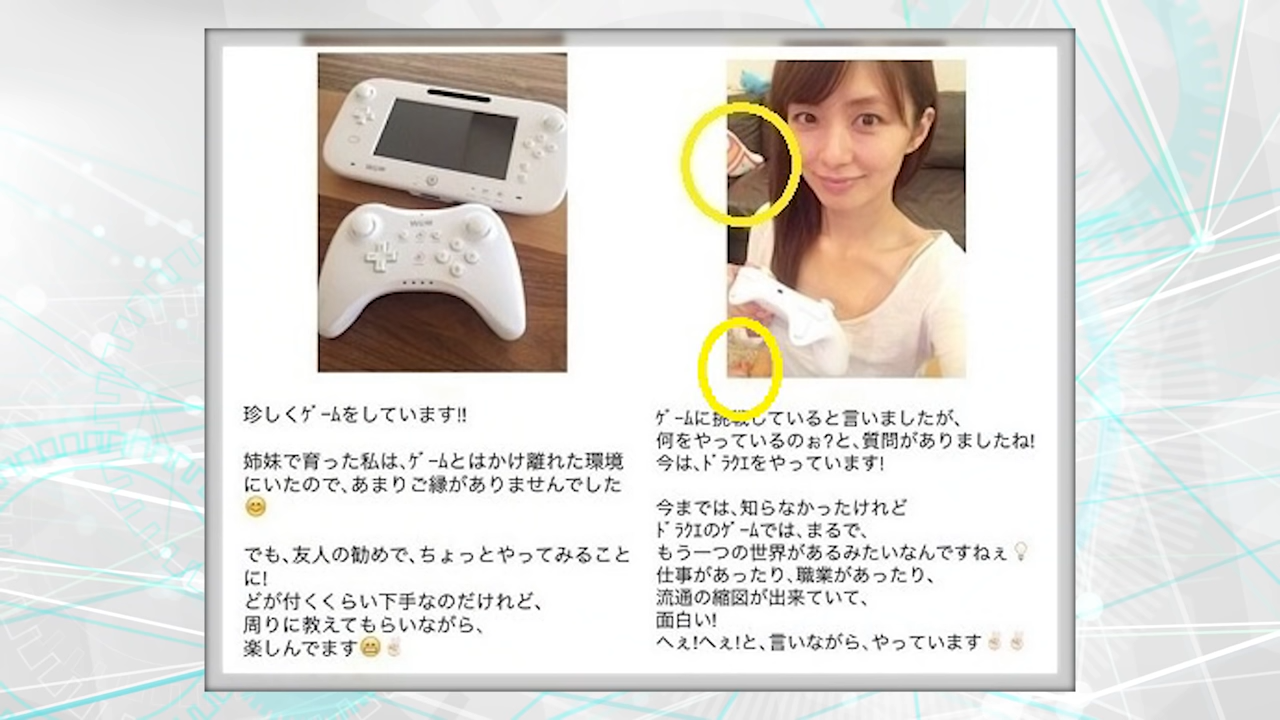 Wii U
Wii U
珍しくｹﾞｰﾑをしています!!
姉妹で育った私は､ｹﾞｰﾑとはかけ離れた環境
にいたので､あまりご縁がありませんでした
😊
でも､友人の勧めで､ちょっとやってみること
に!
どが付くくらい下手なのだけれど､
周りに教えてもらいながら､
楽しんでます😁✌🏻
ｹﾞｰﾑに挑戦していると言いましたが､
何をやっているのぉ?と､質問がありましたね!
今は､ﾄﾞﾗｸｴをやっています!
今までは､知らなかったけれど
ﾄﾞﾗｸｴのｹﾞｰﾑでは､まるで､
もう一つの世界があるみたいなんですねぇ💡
仕事があったり､職業があったり､
流通の縮図が出来ていて､
面白い!
へぇ!へぇ!と､言いながら､やっています✌🏻✌🏻